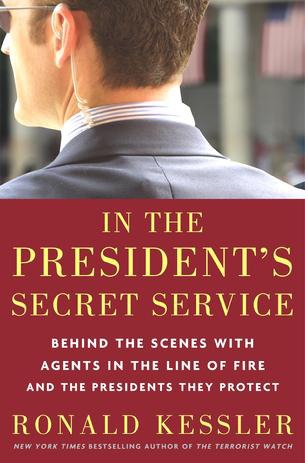 IN THE
PRESIDENT'S
SECRET SERVICE
BEHIND THE SCENES WITH
AGENTS IN THE LINE OF FIRE
AND THE PRESIDENTS THEY PROTECT
RONALD KESSLER
NEW YORK TIMES BESTSELLING AUTHOR OF THE TERRORIST WATCH